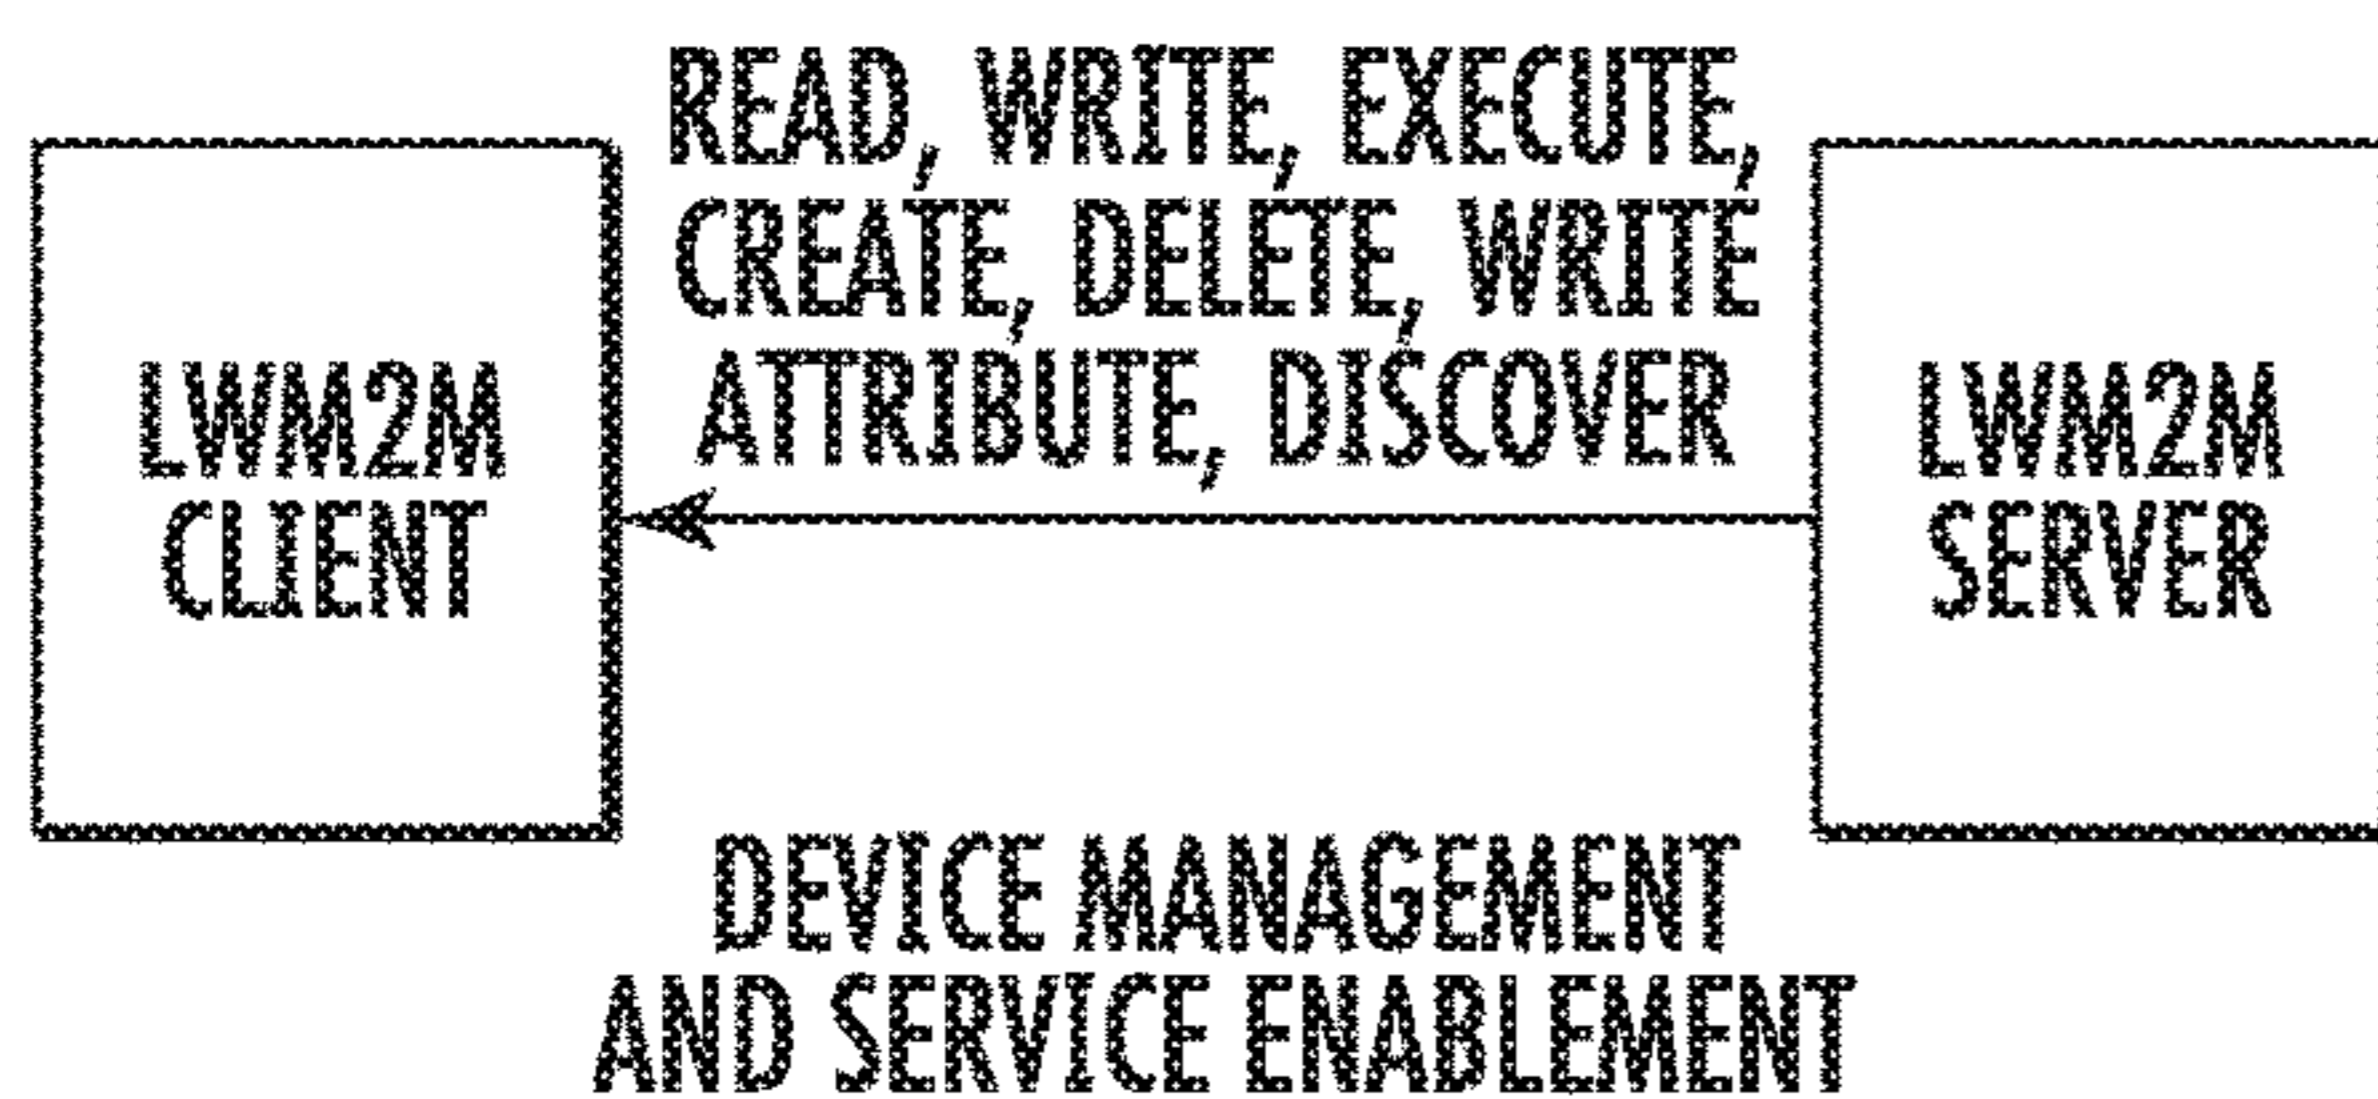 READ, WRITE, EXECUTE,
CREATE, DELETE, WRITE
ATTRIBUTE, DISCOVER
LWM2M
CLIENT
LWM2M
SERVER
DEVICE MANAGEMENT
AND SERVICE ENABLEMENT